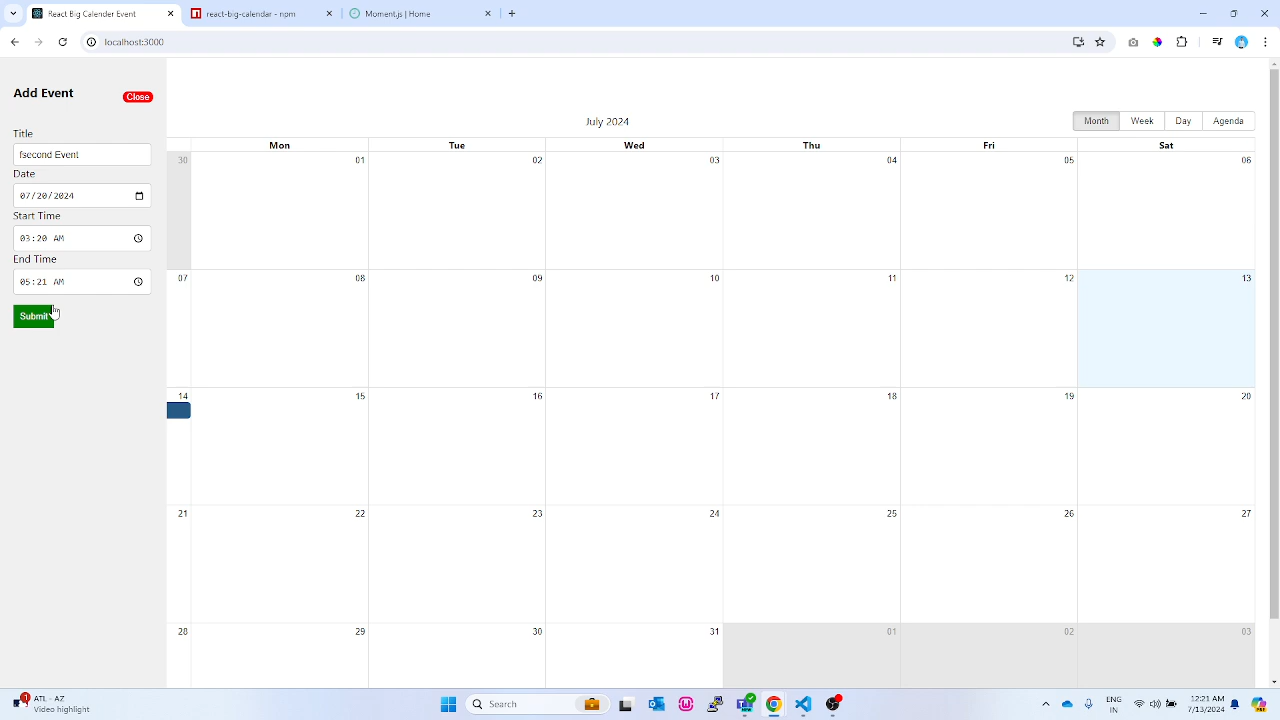 React Big Calender Event
react-big-calendar - npm
Moment.js | Home
localhost:3000
Add Event
Close
Title
fsecond Event
Date
07/20/2024
Start Time
03:20 AM
End Time
05:21 AM
Submit
July 2024
Month Week Day Agenda
Mon Tue Wed Thu Fri Sat
30 01 02 03 04 05 06
07 08 09 10 11 12 13
14 15 16 17 18 19 20
21 22 23 24 25 26 27
28 29 30 31 01 02 03
1
ATL - AZ
Video highlight
Search
ENG
IN
12:21 AM
7/13/2024